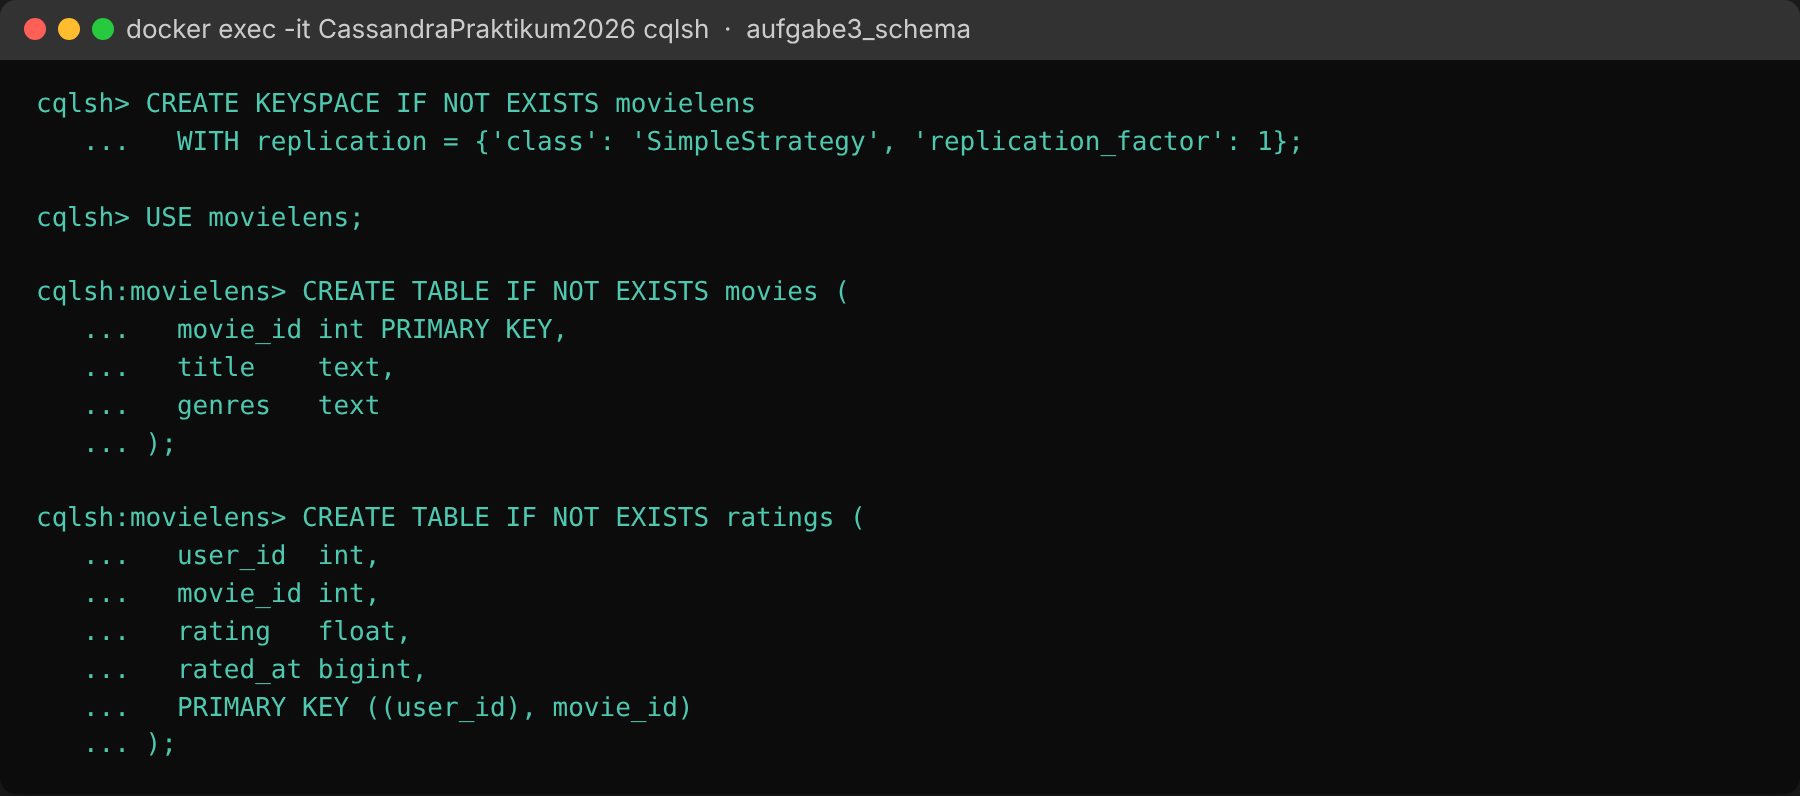 docker exec -it CassandraPraktikum2026 cqlsh · aufgabe3_schema
cqlsh> CREATE KEYSPACE IF NOT EXISTS movielens
   ...   WITH replication = {'class': 'SimpleStrategy', 'replication_factor': 1};
cqlsh> USE movielens;
cqlsh:movielens> CREATE TABLE IF NOT EXISTS movies (
   ...   movie_id int PRIMARY KEY,
   ...   title    text,
   ...   genres   text
   ... );
cqlsh:movielens> CREATE TABLE IF NOT EXISTS ratings (
   ...   user_id  int,
   ...   movie_id int,
   ...   rating   float,
   ...   rated_at bigint,
   ...   PRIMARY KEY ((user_id), movie_id)
   ... );